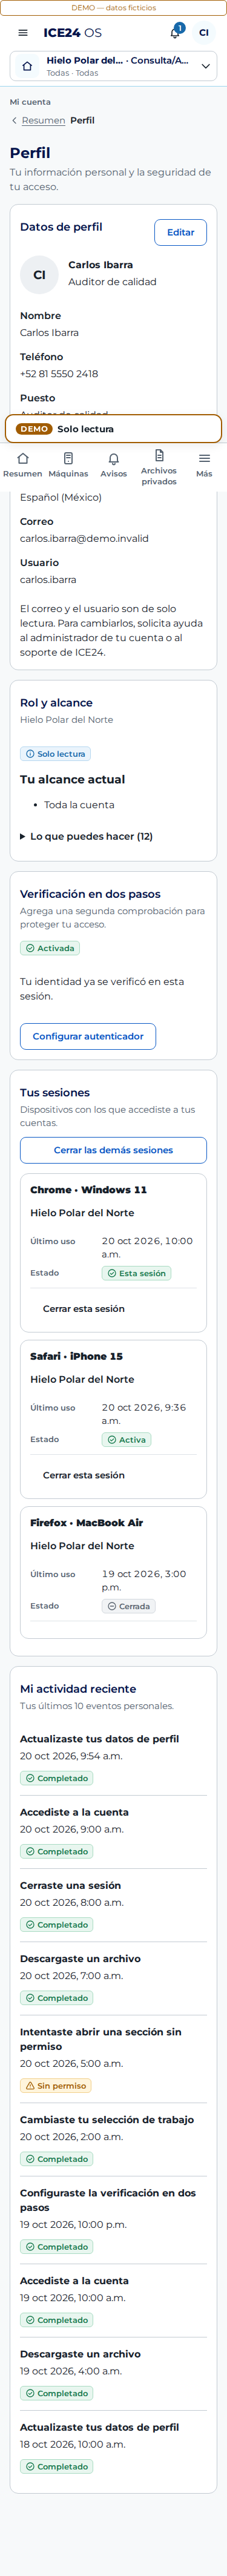 DEMO — datos ficticios
ICE24 OS
1
CI
Hielo Polar del... · Consulta/A...
Todas · Todas
Mi cuenta
Resumen Perfil
Perfil
Tu información personal y la seguridad de
tu acceso.
Datos de perfil
Editar
CI
Carlos Ibarra
Auditor de calidad
Nombre
Carlos Ibarra
Teléfono
+52 81 5550 2418
Puesto
Auditor de calidad
DEMO Solo lectura
Resumen
Máquinas
Avisos
Archivos
privados
Más
Español (México)
Correo
carlos.ibarra@demo.invalid
Usuario
carlos.ibarra
El correo y el usuario son de solo
lectura. Para cambiarlos, solicita ayuda
al administrador de tu cuenta o al
soporte de ICE24.
Rol y alcance
Hielo Polar del Norte
Solo lectura
Tu alcance actual
• Toda la cuenta
Lo que puedes hacer (12)
Verificación en dos pasos
Agrega una segunda comprobación para
proteger tu acceso.
Activada
Tu identidad ya se verificó en esta
sesión.
Configurar autenticador
Tus sesiones
Dispositivos con los que accediste a tus
cuentas.
Cerrar las demás sesiones
Chrome · Windows 11
Hielo Polar del Norte
Último uso 20 oct 2026, 10:00
a.m.
Estado Esta sesión
Cerrar esta sesión
Safari · iPhone 15
Hielo Polar del Norte
Último uso 20 oct 2026, 9:36
a.m.
Estado Activa
Cerrar esta sesión
Firefox · MacBook Air
Hielo Polar del Norte
Último uso 19 oct 2026, 3:00
p.m.
Estado Cerrada
Mi actividad reciente
Tus últimos 10 eventos personales.
Actualizaste tus datos de perfil
20 oct 2026, 9:54 a.m.
Completado
Accediste a la cuenta
20 oct 2026, 9:00 a.m.
Completado
Cerraste una sesión
20 oct 2026, 8:00 a.m.
Completado
Descargaste un archivo
20 oct 2026, 7:00 a.m.
Completado
Intentaste abrir una sección sin
permiso
20 oct 2026, 5:00 a.m.
Sin permiso
Cambiaste tu selección de trabajo
20 oct 2026, 2:00 a.m.
Completado
Configuraste la verificación en dos
pasos
19 oct 2026, 10:00 p.m.
Completado
Accediste a la cuenta
19 oct 2026, 10:00 a.m.
Completado
Descargaste un archivo
19 oct 2026, 4:00 a.m.
Completado
Actualizaste tus datos de perfil
18 oct 2026, 10:00 a.m.
Completado